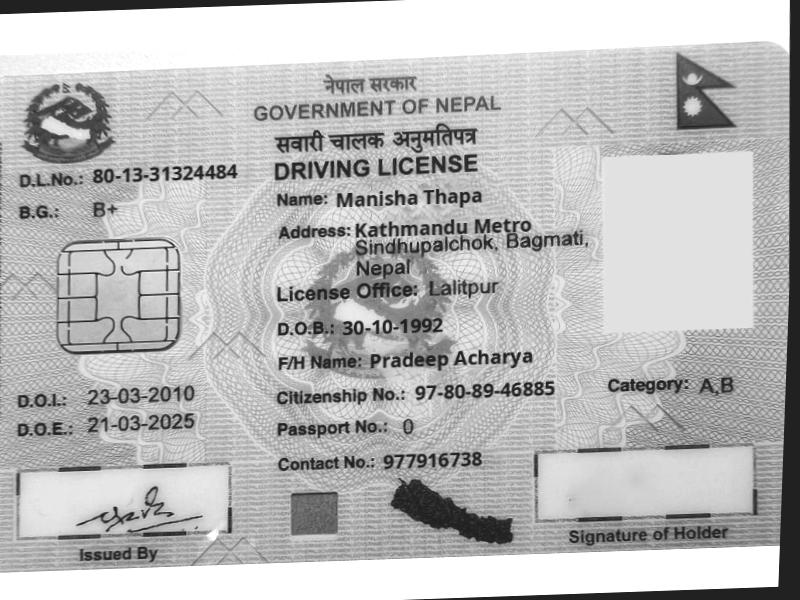 नेपाल सरकार
GOVERNMENT OF NEPAL
सवारी चालक अनुमतिपत्र
DRIVING LICENSE
D.L.No.: 80-13-31324484
B.G.: B+
Name: Manisha Thapa
Address: Kathmandu Metro
Sindhupalchok, Bagmati,
Nepal
License Office: Lalitpur
D.O.B.: 30-10-1992
F/H Name: Pradeep Acharya
D.O.I.: 23-03-2010
Citizenship No.: 97-80-89-46885
Category: A,B
D.O.E.: 21-03-2025
Passport No.: 0
Contact No.: 977916738
Issued By
Signature of Holder